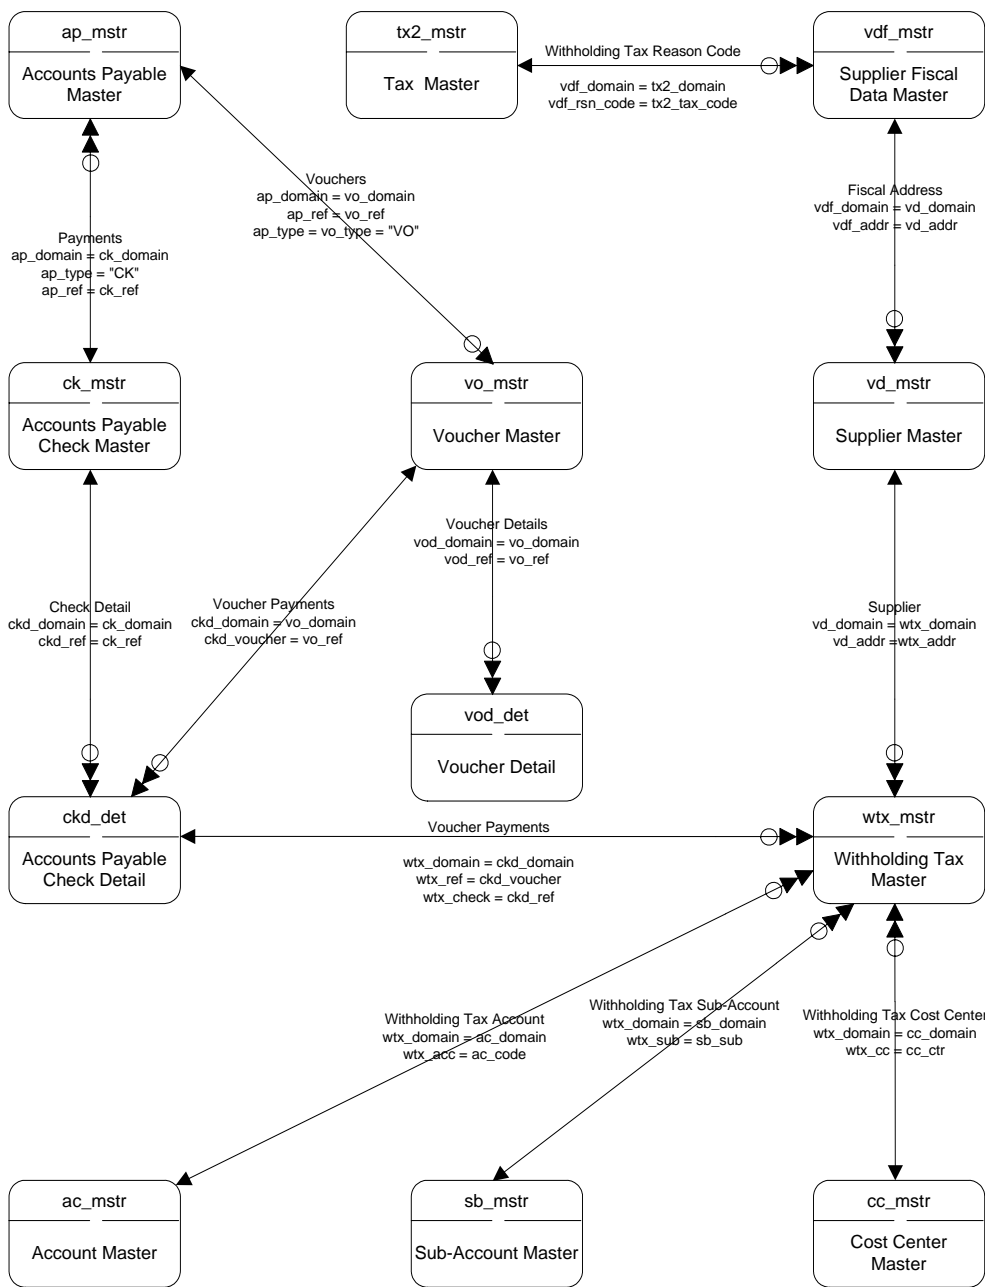 ap_mstr
Accounts Payable
Master
tx2_mstr
Tax Master
Withholding Tax Reason Code
vdf_domain = tx2_domain
vdf_rsn_code = tx2_tax_code
vdf_mstr
Supplier Fiscal
Data Master
Vouchers
ap_domain = vo_domain
ap_ref = vo_ref
ap_type = vo_type = "VO"
Fiscal Address
vdf_domain = vd_domain
vdf_addr = vd_addr
Payments
ap_domain = ck_domain
ap_type = "CK"
ap_ref = ck_ref
ck_mstr
Accounts Payable
Check Master
vo_mstr
Voucher Master
vd_mstr
Supplier Master
Voucher Details
vod_domain = vo_domain
vod_ref = vo_ref
Check Detail
ckd_domain = ck_domain
ckd_ref = ck_ref
Voucher Payments
ckd_domain = vo_domain
ckd_voucher = vo_ref
Supplier
vd_domain = wtx_domain
vd_addr =wtx_addr
vod_det
Voucher Detail
ckd_det
Accounts Payable
Check Detail
Voucher Payments
wtx_domain = ckd_domain
wtx_ref = ckd_voucher
wtx_check = ckd_ref
wtx_mstr
Withholding Tax
Master
Withholding Tax Account
wtx_domain = ac_domain
wtx_acc = ac_code
Withholding Tax Sub-Account
wtx_domain = sb_domain
wtx_sub = sb_sub
Withholding Tax Cost Center
wtx_domain = cc_domain
wtx_cc = cc_ctr
ac_mstr
Account Master
sb_mstr
Sub-Account Master
cc_mstr
Cost Center
Master